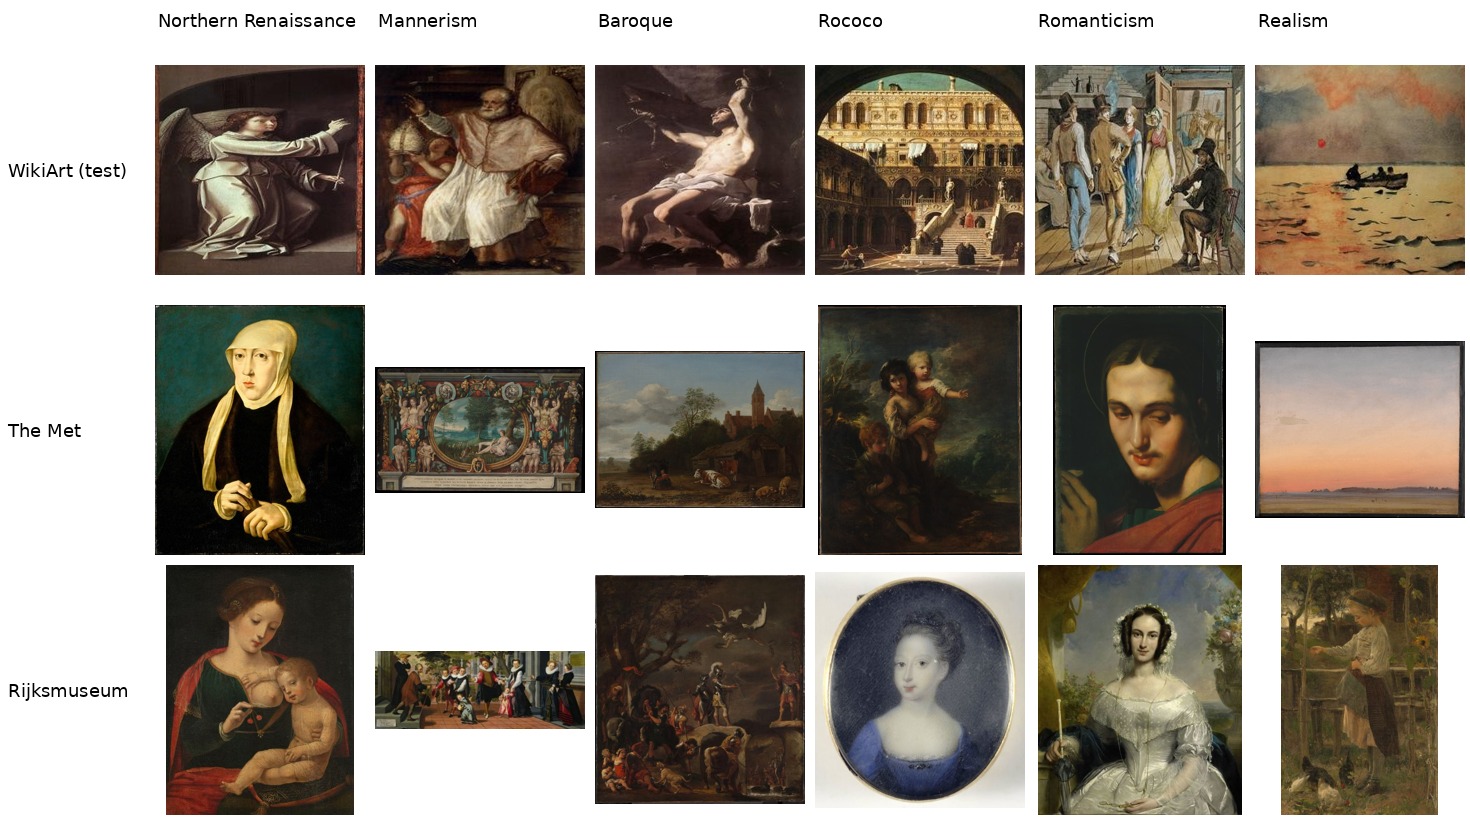 Northern Renaissance Mannerism Baroque Rococo Romanticism Realism
WikiArt (test)
The Met
Rijksmuseum